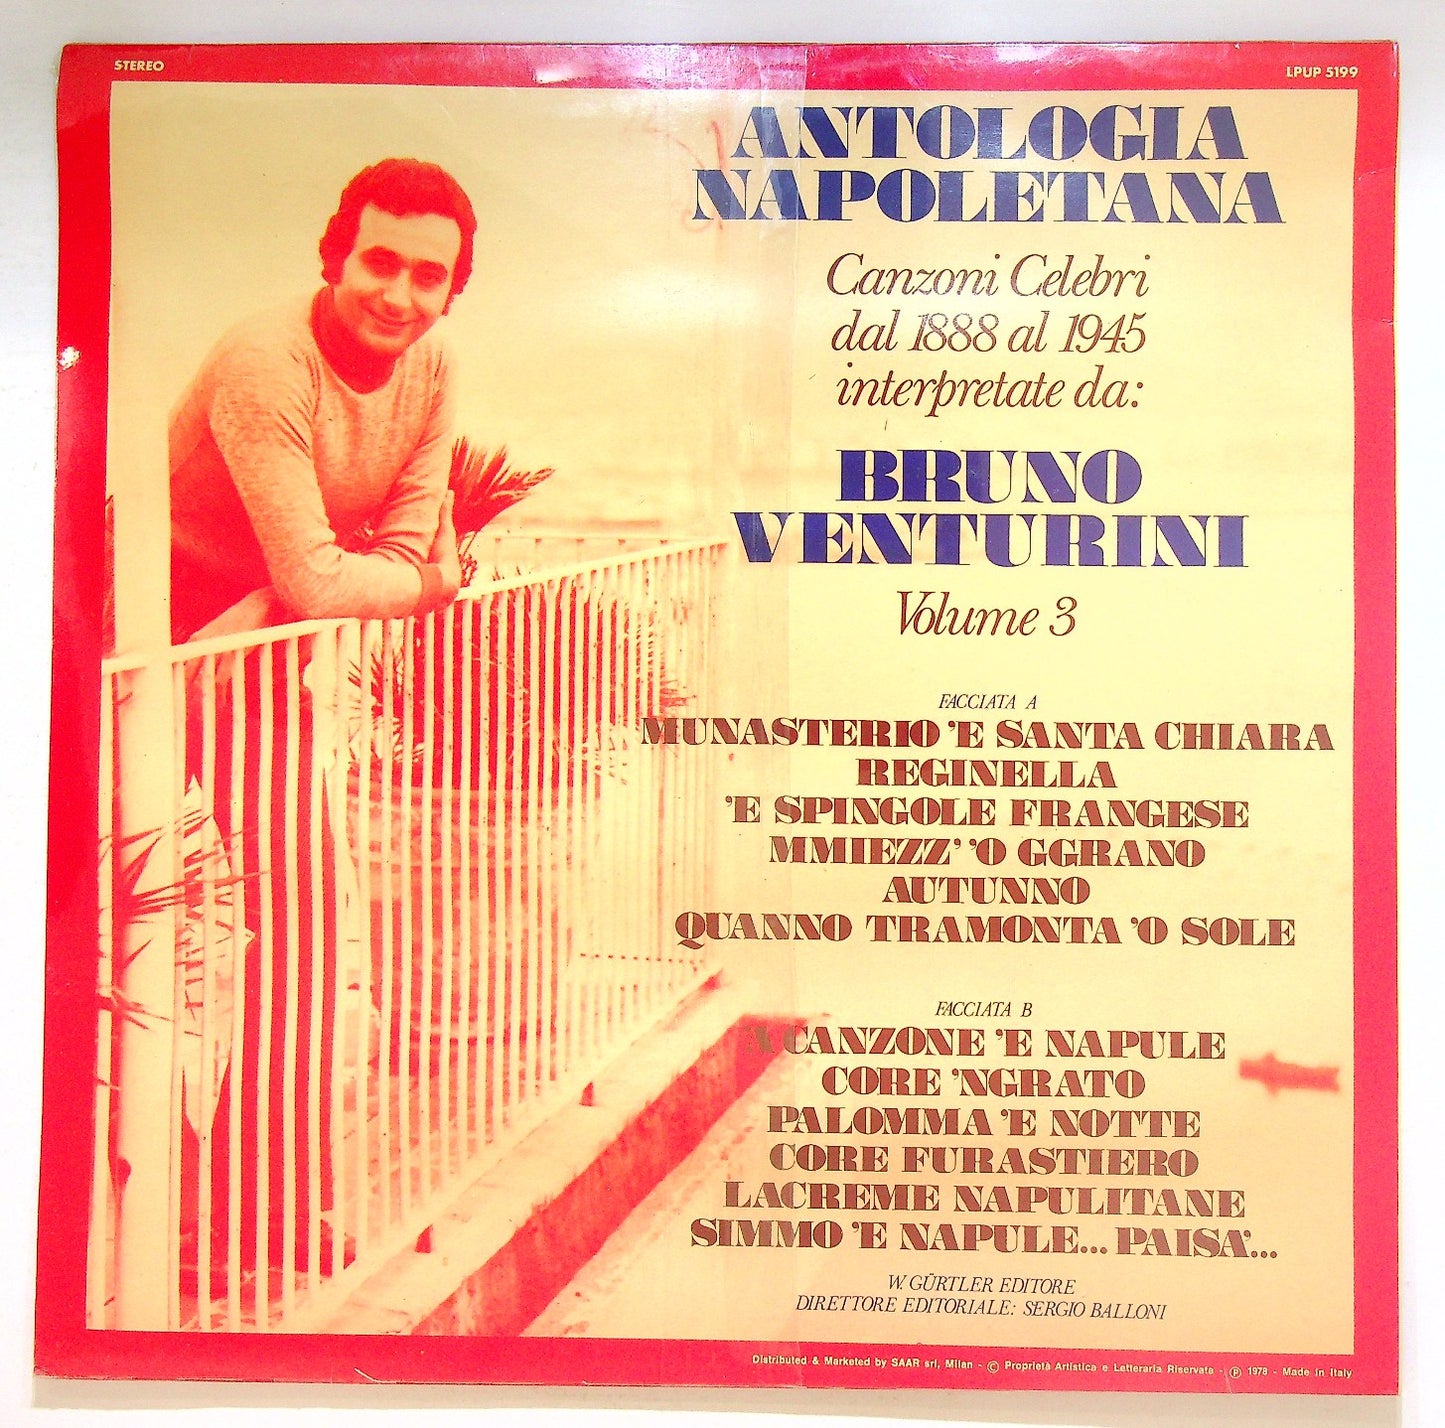 STEREO
LPUP 5199
ANTOLOGIA
NAPOLETANA
Canzoni Celebri
dal 1888 al 1945
interpretate da:
BRUNO
VENTURINI
Volume 3
FACCIATA A
MUNASTERIO 'E SANTA CHIARA
REGINELLA
'E SPINGOLE FRANGESE
MMIEZZ' 'O GGRANO
AUTUNNO
QUANNO TRAMONTA 'O SOLE
FACCIATA B
'A CANZONE 'E NAPULE
CORE 'NGRATO
PALOMMA 'E NOTTE
CORE FURASTIERO
LACREME NAPULITANE
SIMMO 'E NAPULE... PAISA'...
W. GÜRTLER EDITORE
DIRETTORE EDITORIALE: SERGIO BALLONI
Distributed & Marketed by SAAR srl, Milan - © Proprietà Artistica e Letteraria Riservata - ℗ 1978 - Made in Italy